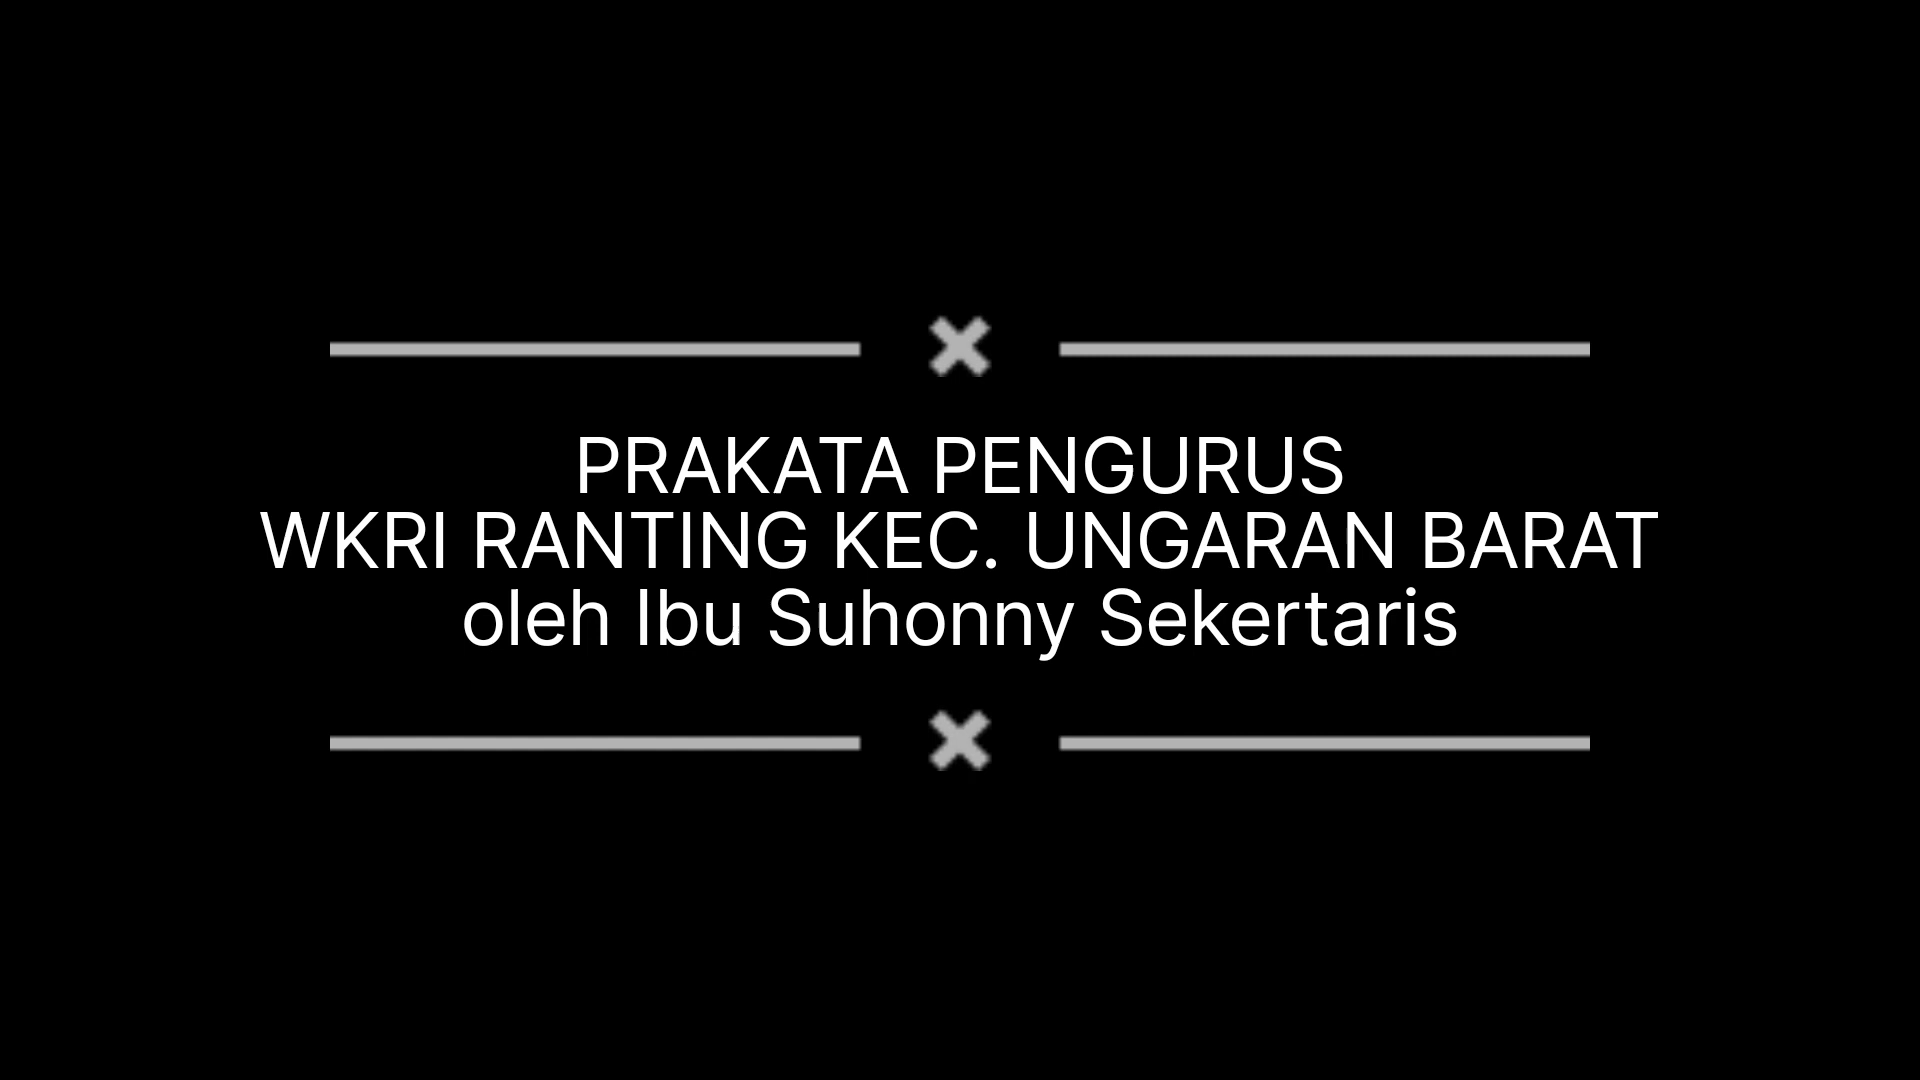 PRAKATA PENGURUS
WKRI RANTING KEC. UNGARAN BARAT
oleh Ibu Suhonny Sekertaris